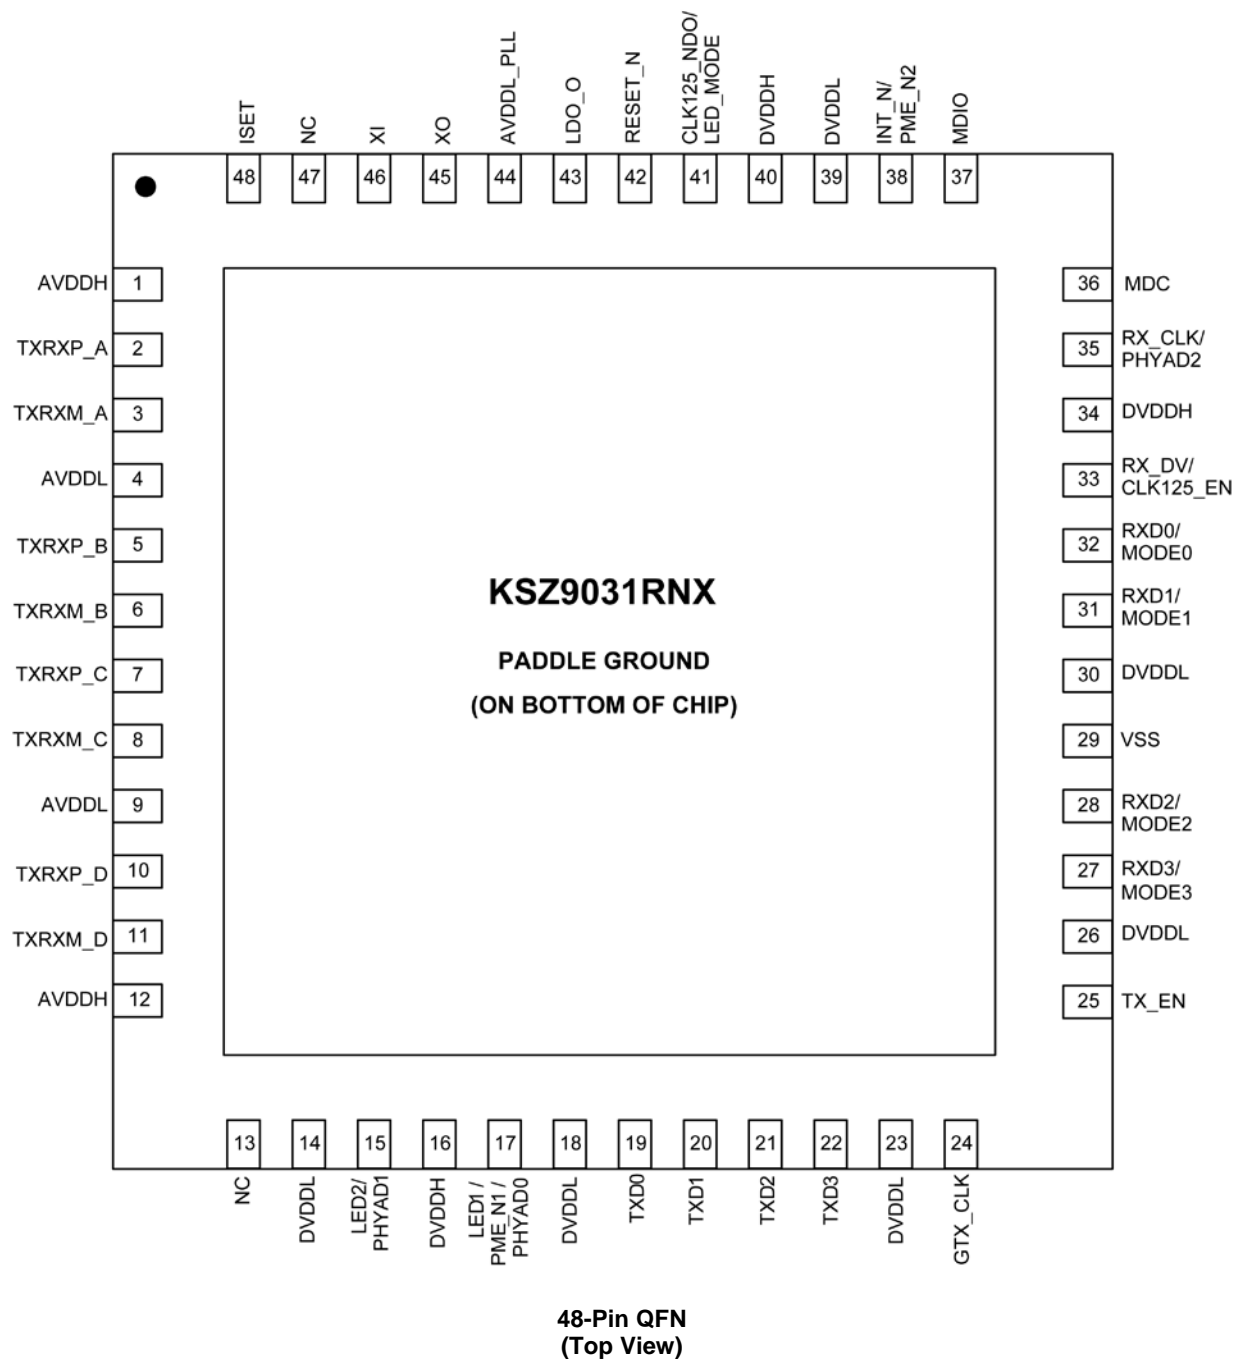 ISET
NC
XI
XO
AVDDL_PLL
LDO_O
RESET_N
CLK125_NDO/
LED_MODE
DVDDH
DVDDL
INT_N/
PME_N2
MDIO
48 47 46 45 44 43 42 41 40 39 38 37
AVDDH 1
TXRXP_A 2
TXRXM_A 3
AVDDL 4
TXRXP_B 5
TXRXM_B 6
TXRXP_C 7
TXRXM_C 8
AVDDL 9
TXRXP_D 10
TXRXM_D 11
AVDDH 12
KSZ9031RNX
PADDLE GROUND
(ON BOTTOM OF CHIP)
36 MDC
35 RX_CLK/
PHYAD2
34 DVDDH
33 RX_DV/
CLK125_EN
32 RXD0/
MODE0
31 RXD1/
MODE1
30 DVDDL
29 VSS
28 RXD2/
MODE2
27 RXD3/
MODE3
26 DVDDL
25 TX_EN
13 14 15 16 17 18 19 20 21 22 23 24
NC
DVDDL
LED2/
PHYAD1
DVDDH
LED1 /
PME_N1 /
PHYAD0
DVDDL
TXD0
TXD1
TXD2
TXD3
DVDDL
GTX_CLK
48-Pin QFN
(Top View)